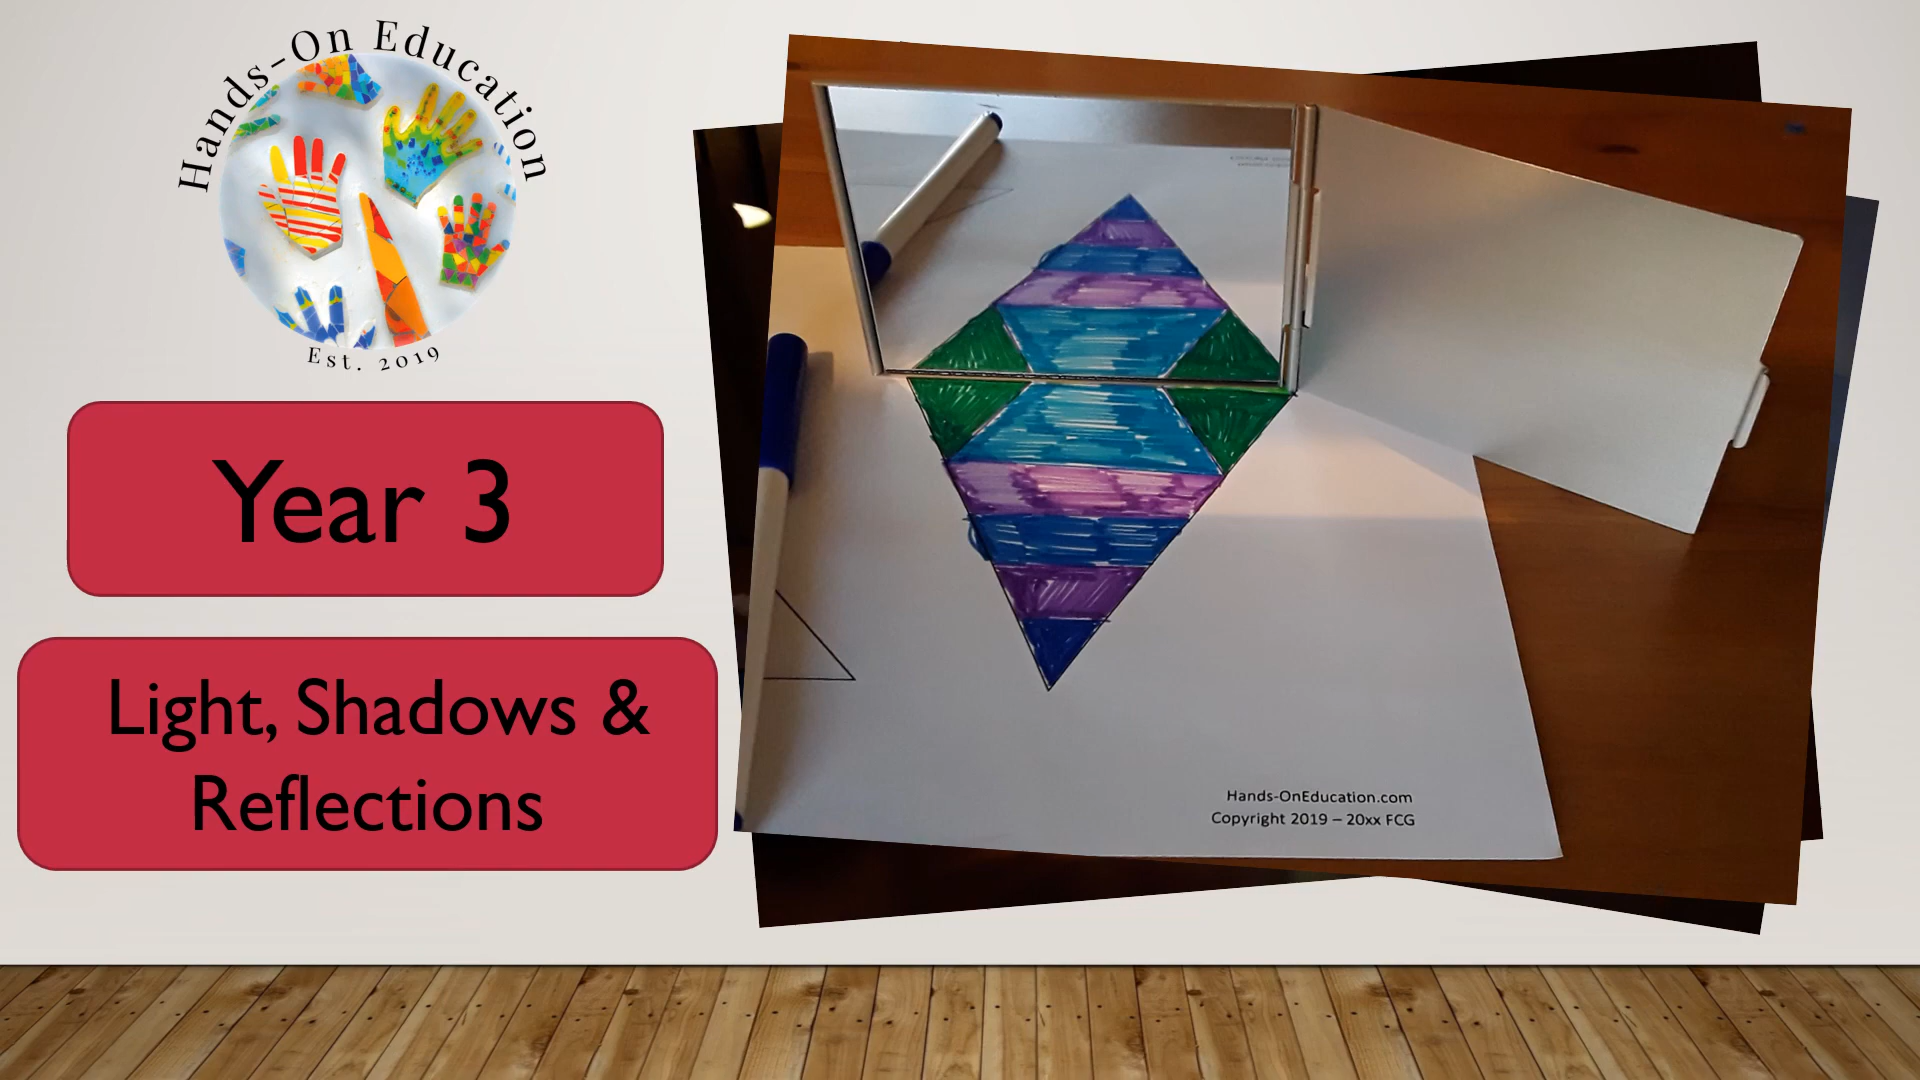 Hands-On Education
Est. 2019
Year 3
Light, Shadows &
Reflections
Hands-OnEducation.com
Copyright 2019 – 20xx FCG